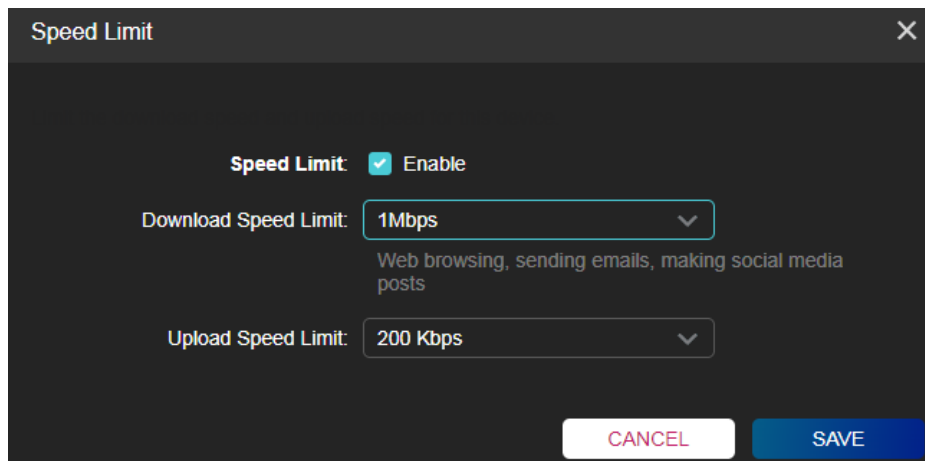 Speed Limit
Speed Limit: Enable
Download Speed Limit: 1Mbps
Web browsing, sending emails, making social media
posts
Upload Speed Limit: 200 Kbps
CANCEL SAVE